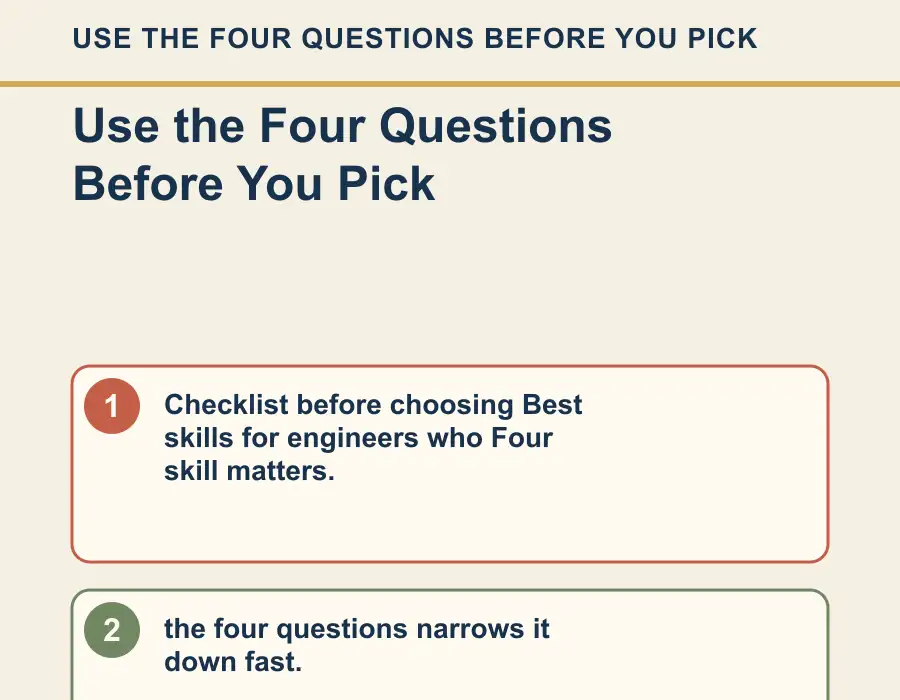 USE THE FOUR QUESTIONS BEFORE YOU PICK
Use the Four Questions
Before You Pick
1
Checklist before choosing Best
skills for engineers who Four
skill matters.
2
the four questions narrows it
down fast.